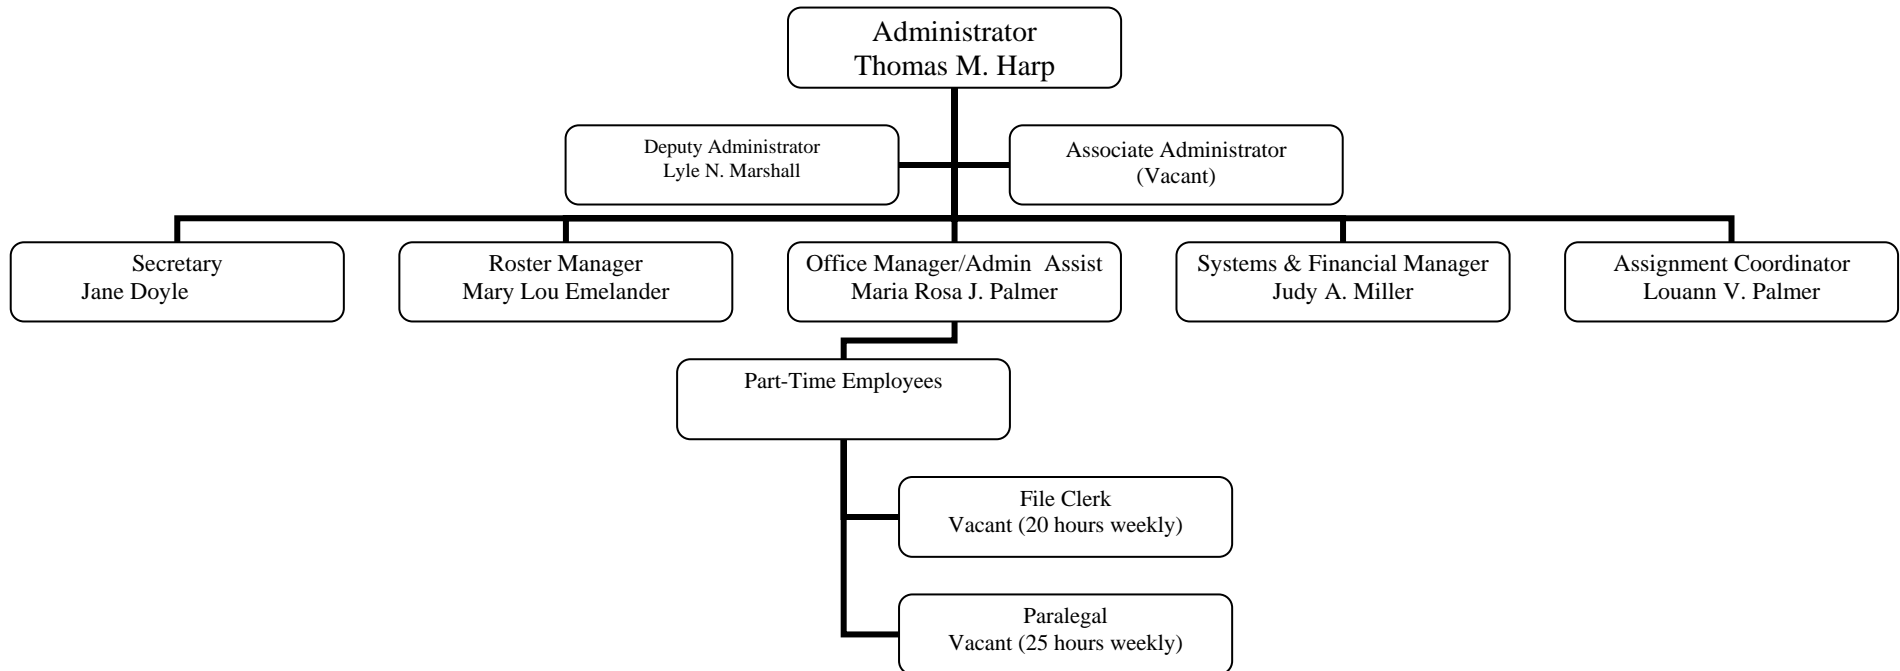 Administrator
Thomas M. Harp
Deputy Administrator
Lyle N. Marshall
Associate Administrator
(Vacant)
Secretary
Jane Doyle
Roster Manager
Mary Lou Emelander
Office Manager/Admin  Assist
Maria Rosa J. Palmer
Systems & Financial Manager
Judy A. Miller
Assignment Coordinator
Louann V. Palmer
Part-Time Employees
File Clerk
Vacant (20 hours weekly)
Paralegal
Vacant (25 hours weekly)